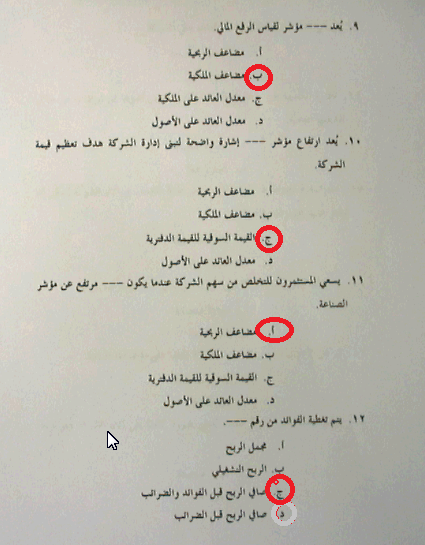 ٩. يُعد --- مؤشر لقياس الرفع المالي.
أ. مضاعف الربحية
ب. مضاعف الملكية
ج. معدل العائد على الملكية
د. معدل العائد على الأصول
١٠. يُعد ارتفاع مؤشر --- إشارة واضحة لتبنى إدارة الشركة هدف تعظيم قيمة
الشركة.
أ. مضاعف الربحية
ب. مضاعف الملكية
ج. القيمة السوقية للقيمة الدفترية
د. معدل العائد على الأصول
١١. يسعي المستثمرون للتخلص من سهم الشركة عندما يكون --- مرتفع عن مؤشر
الصناعة.
أ. مضاعف الربحية
ب. مضاعف الملكية
ج. القيمة السوقية للقيمة الدفترية
د. معدل العائد على الأصول
١٢. يتم تغطية الفوائد من رقم ---.
أ. مجمل الربح
ب. الربح التشغيلي
ج. صافي الربح قبل الفوائد والضرائب
د. صافي الربح قبل الضرائب